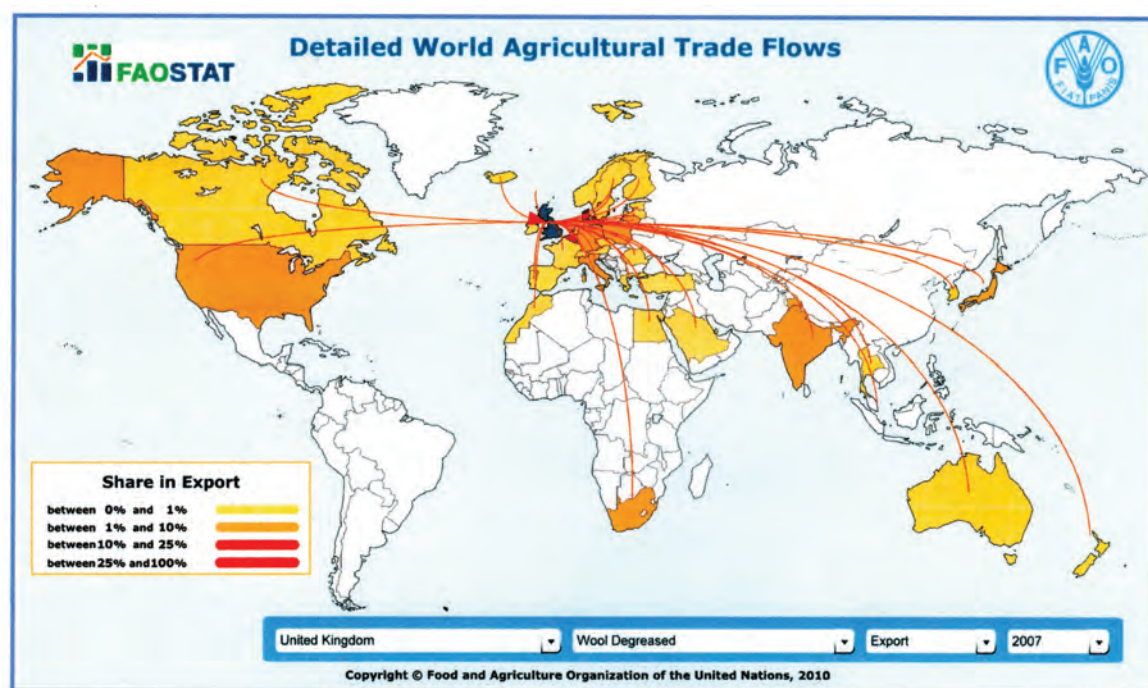 Detailed World Agricultural Trade Flows
FAOSTAT
F A O
FIAT PANIS
Share in Export
between 0% and 1%
between 1% and 10%
between 10% and 25%
between 25% and 100%
United Kingdom
Wool Degreased
Export
2007
Copyright © Food and Agriculture Organization of the United Nations, 2010